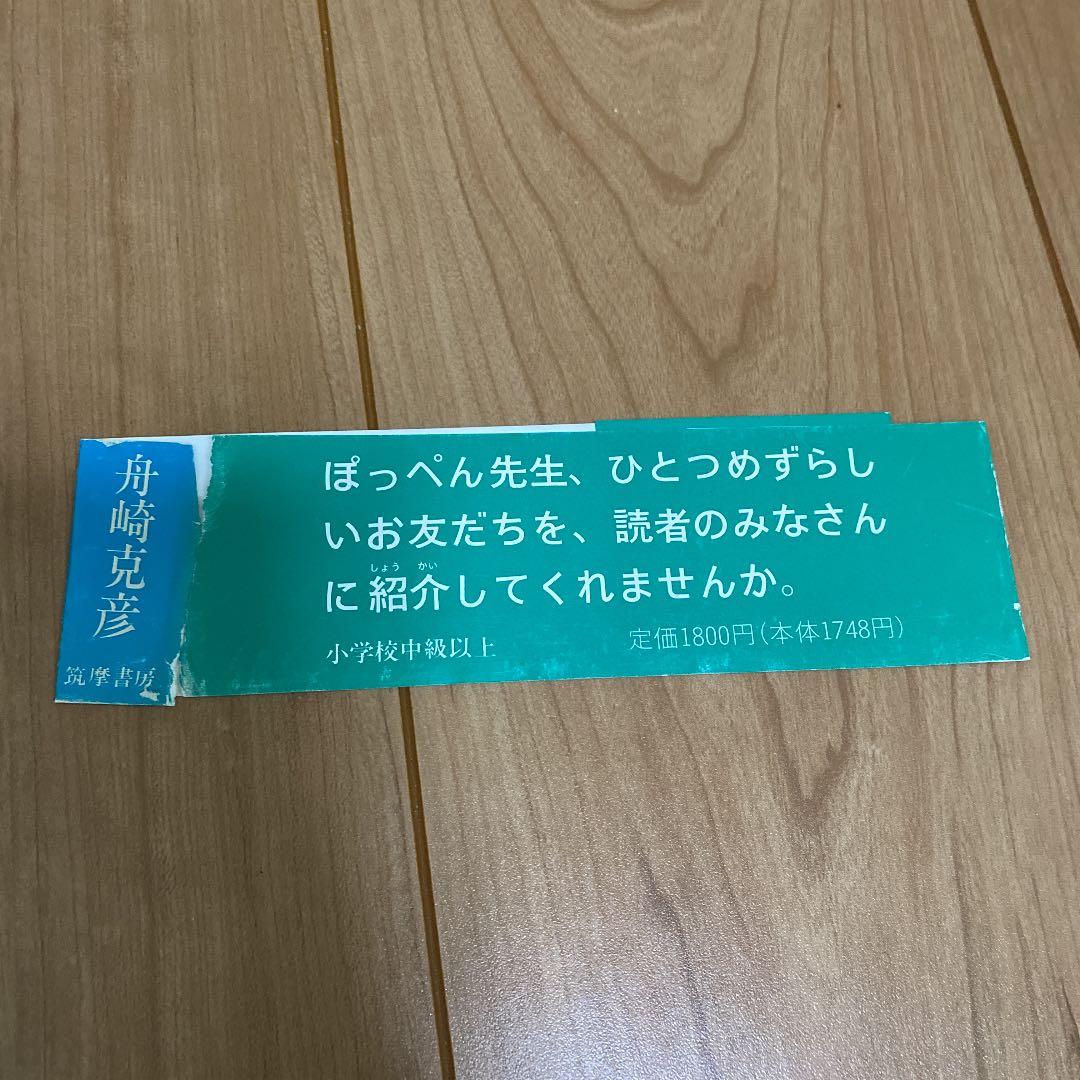 舟崎克彦
筑摩書房
ぽっぺん先生、ひとつめずらし
いお友だちを、読者のみなさん
に紹介してくれませんか。
しょう かい
小学校中級以上
定価1800円(本体1748円)